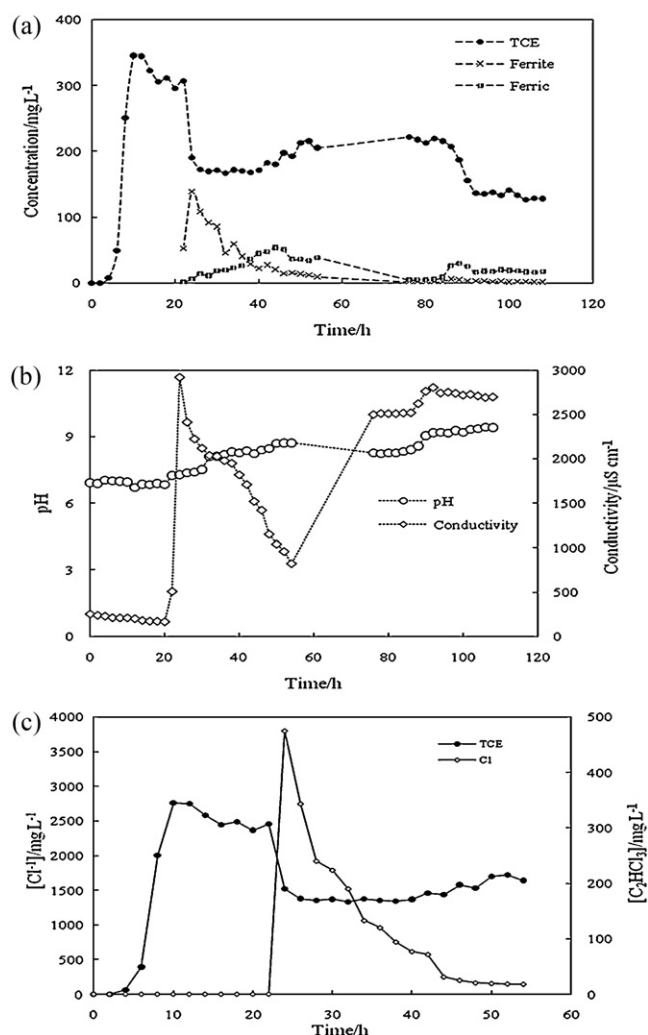 (a)
400
300
200
100
0
Concentration/mgL-1
TCE
Ferrite
Ferric
0 20 40 60 80 100 120
Time/h
(b)
12
9
6
3
0
pH
pH
Conductivity
3000
2500
2000
1500
1000
500
0
Conductivity/µS cm-1
0 20 40 60 80 100 120
Time/h
(c)
4000
3500
3000
2500
2000
1500
1000
500
0
[Cl-1]/mgL-1
TCE
Cl
500
400
300
200
100
0
[C2HCl3]/mgL-1
0 10 20 30 40 50 60
Time/h